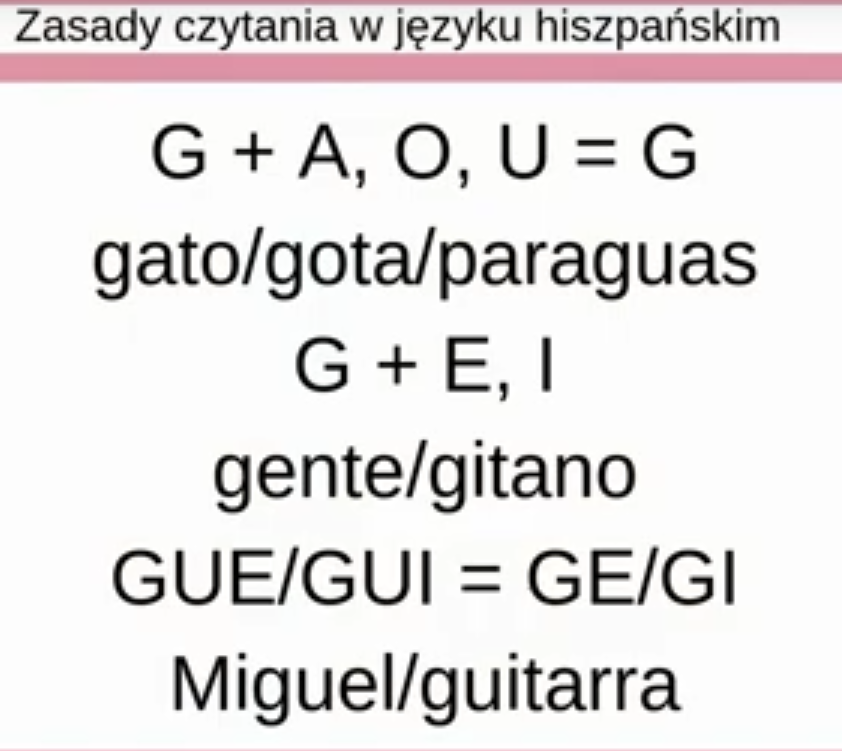 Zasady czytania w języku hiszpańskim
G + A, O, U = G
gato/gota/paraguas
G + E, I
gente/gitano
GUE/GUI = GE/GI
Miguel/guitarra